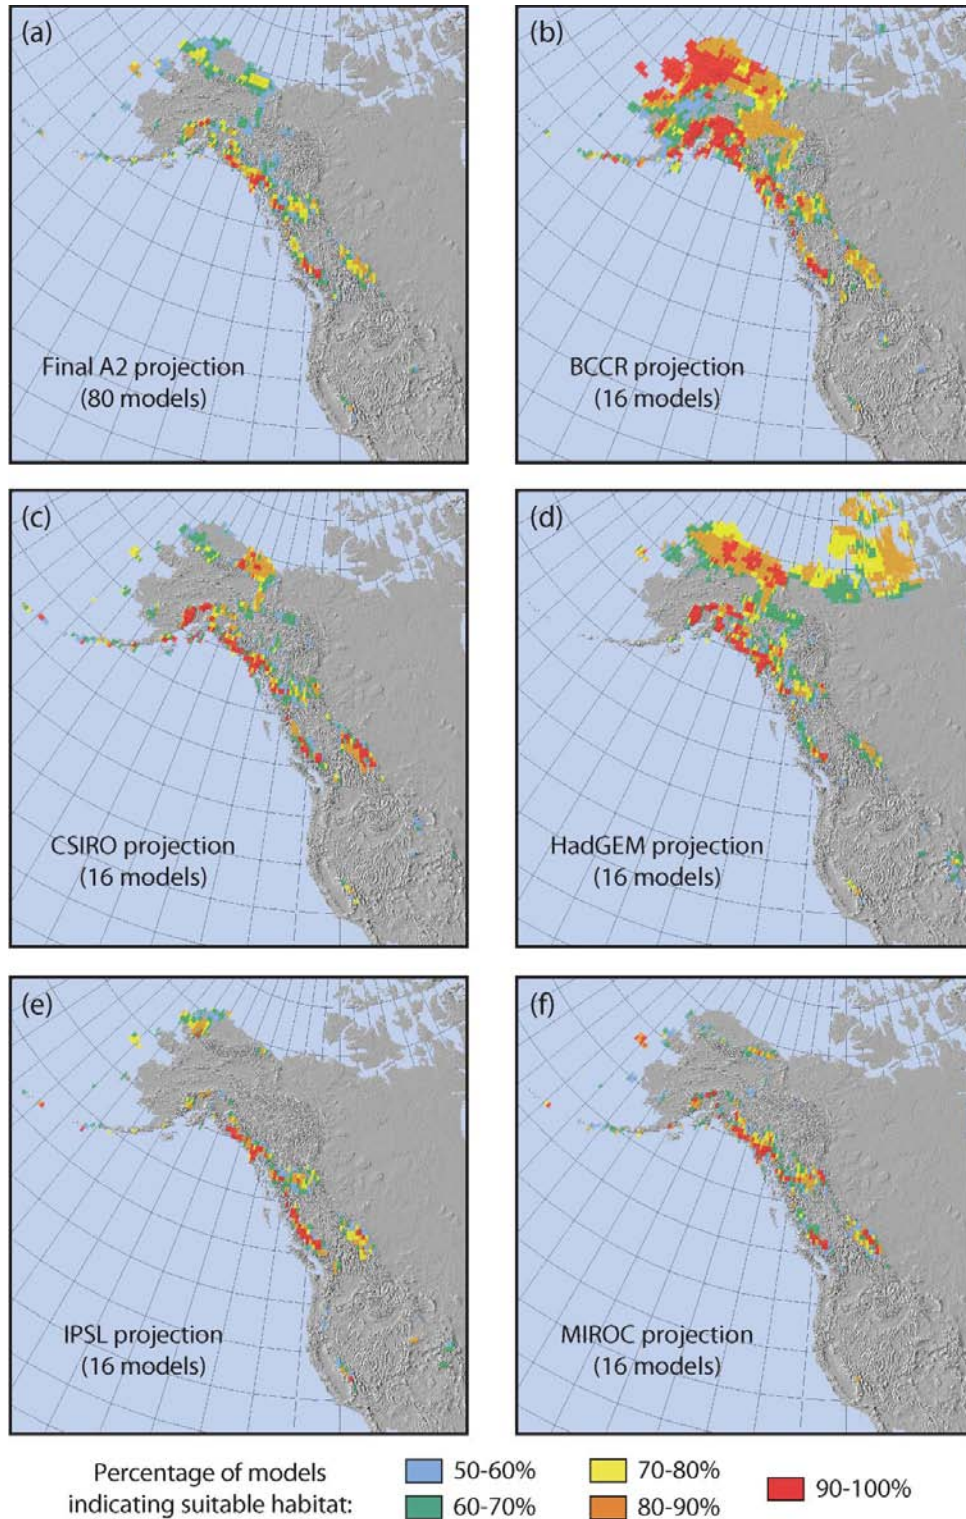 (a)
Final A2 projection
(80 models)
(b)
BCCR projection
(16 models)
(c)
CSIRO projection
(16 models)
(d)
HadGEM projection
(16 models)
(e)
IPSL projection
(16 models)
(f)
MIROC projection
(16 models)
Percentage of models
indicating suitable habitat:
50-60%
60-70%
70-80%
80-90%
90-100%